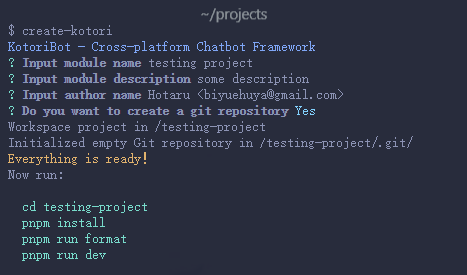 ~/projects
$ create-kotori
KotoriBot - Cross-platform Chatbot Framework
? Input module name testing project
? Input module description some description
? Input author name Hotaru <biyuehuya@gmail.com>
? Do you want to create a git repository Yes
Workspace project in /testing-project
Initialized empty Git repository in /testing-project/.git/
Everything is ready!
Now run:
cd testing-project
pnpm install
pnpm run format
pnpm run dev